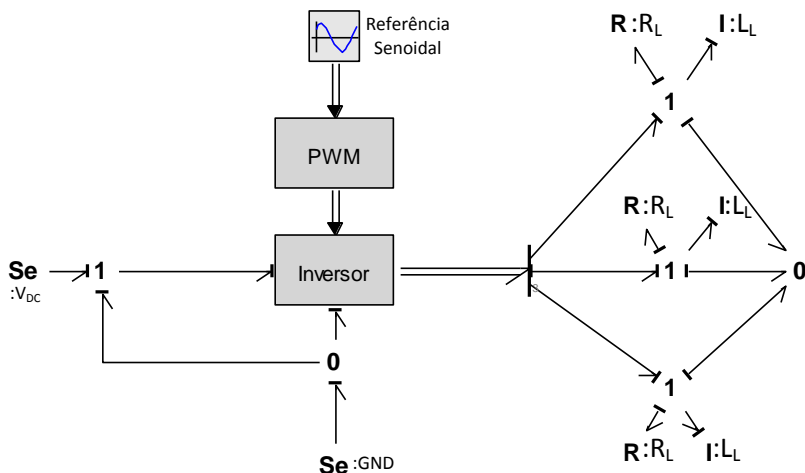 Referência
Senoidal
R:R_L I:L_L
1
PWM
R:R_L I:L_L
Se 1 Inversor 1 0
:V_DC
3
0
1
Se :GND
R:R_L I:L_L